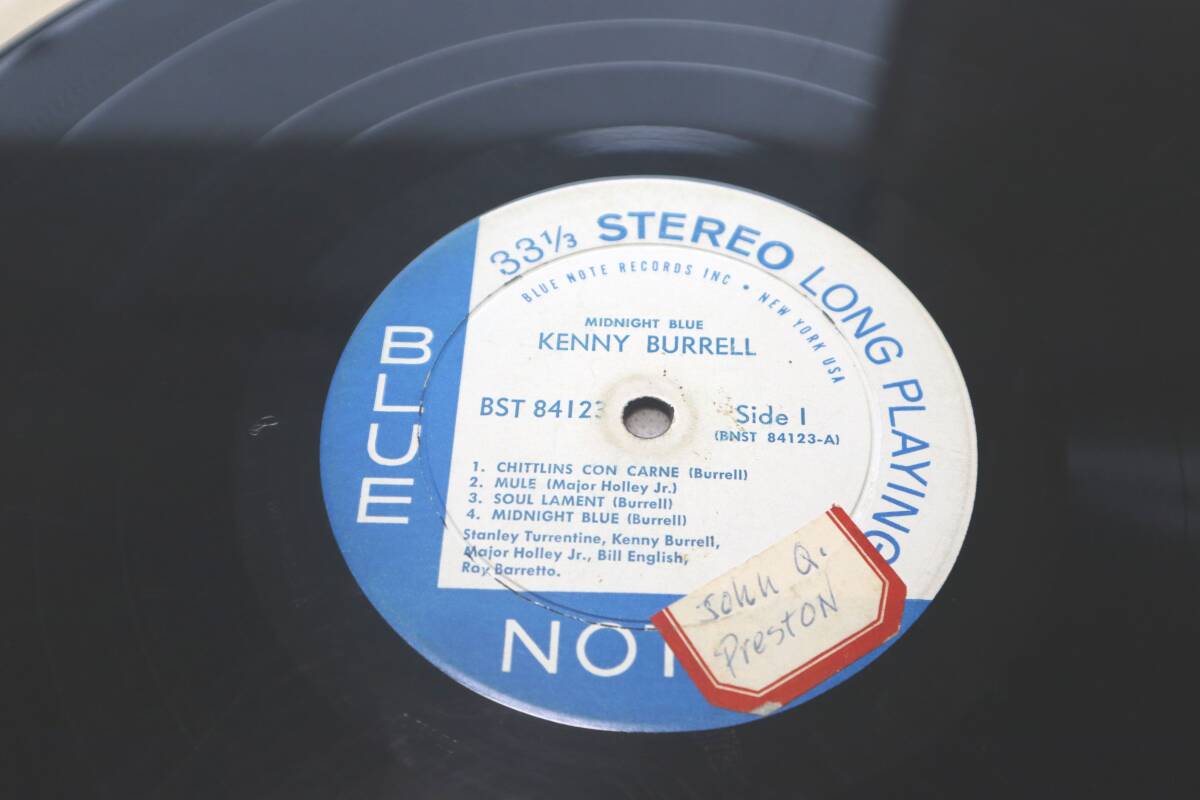 33⅓ STEREO LONG PLAYING
BLUE NOTE RECORDS INC • NEW YORK USA
MIDNIGHT BLUE
KENNY BURRELL
BST 84123
Side 1
(BNST 84123-A)
1. CHITTLINS CON CARNE (Burrell)
2. MULE (Major Holley Jr.)
3. SOUL LAMENT (Burrell)
4. MIDNIGHT BLUE (Burrell)
Stanley Turrentine, Kenny Burrell,
Major Holley Jr., Bill English,
Ray Barretto.
BLUE
NOT
John Q.
Preston